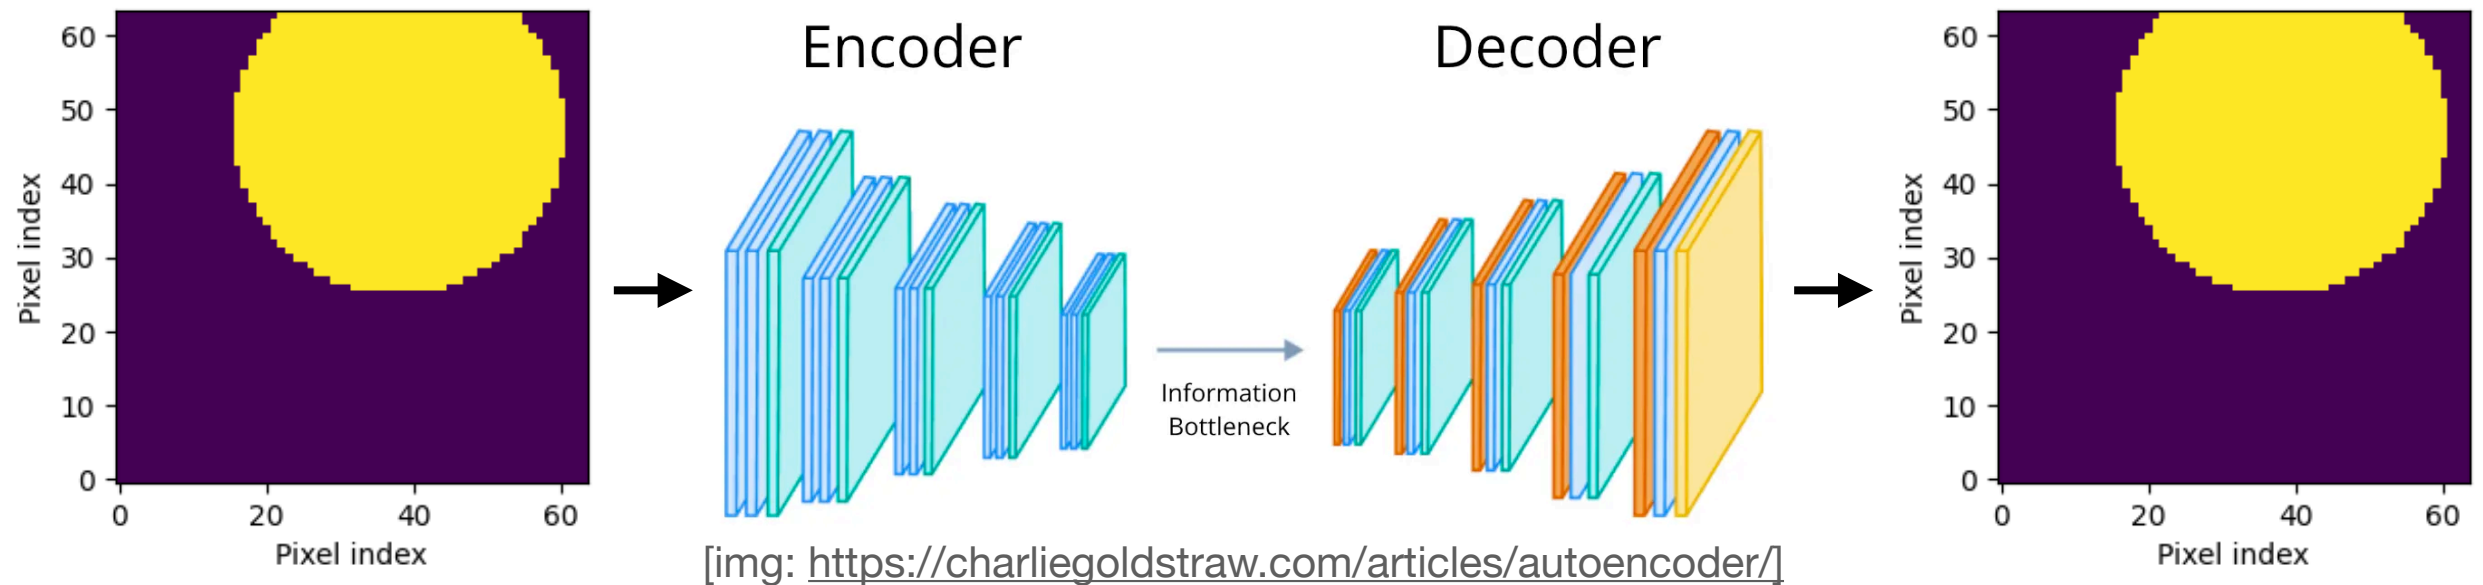 60
50
40
30
20
10
0
0 20 40 60
Pixel index
Pixel index
Encoder
Information
Bottleneck
Decoder
60
50
40
30
20
10
0
0 20 40 60
Pixel index
Pixel index
[img: https://charliegoldstraw.com/articles/autoencoder/]